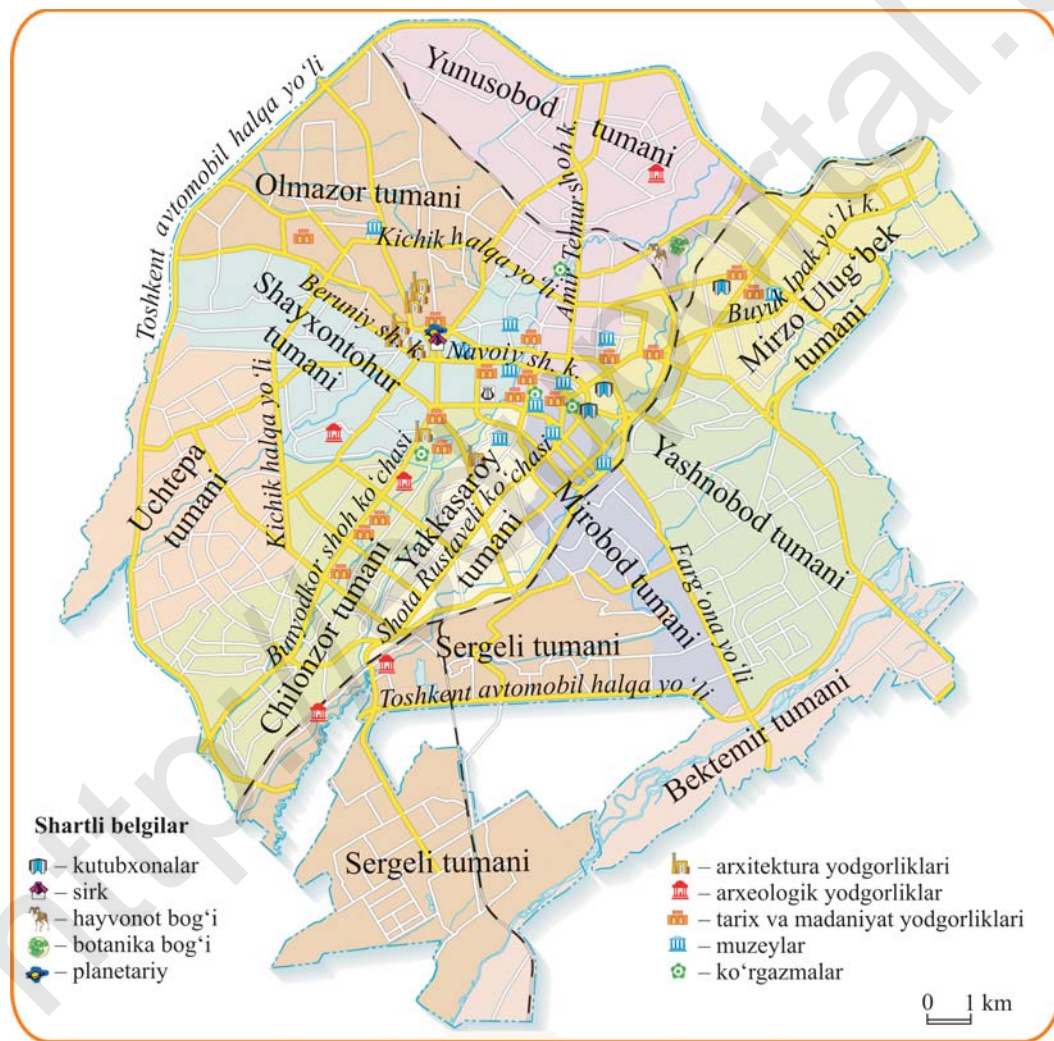 Yunusobod
tumani
Toshkent avtomobil halqa yo‘li
Olmazor tumani
Amir Temur shoh k.
Kichik halqa yo‘li
Buyuk Ipak yo‘li k.
Mirzo Ulug‘bek
tumani
Beruniy sh. k.
Shayxontohur
tumani
Navoiy sh. k.
Kichik halqa yo‘li
Uchtepa
tumani
Bunyodkor shoh ko‘chasi
Chilonzor tumani
Yakkasaroy
tumani
Shota Rustaveli ko‘chasi
Mirobod tumani
Yashnobod tumani
Farg‘ona yo‘li
Sergeli tumani
Toshkent avtomobil halqa yo‘li
Bektemir tumani
Sergeli tumani
Shartli belgilar
– kutubxonalar
– sirk
– hayvonot bog‘i
– botanika bog‘i
– planetariy
– arxitektura yodgorliklari
– arxeologik yodgorliklar
– tarix va madaniyat yodgorliklari
– muzeylar
– ko‘rgazmalar
0 1 km